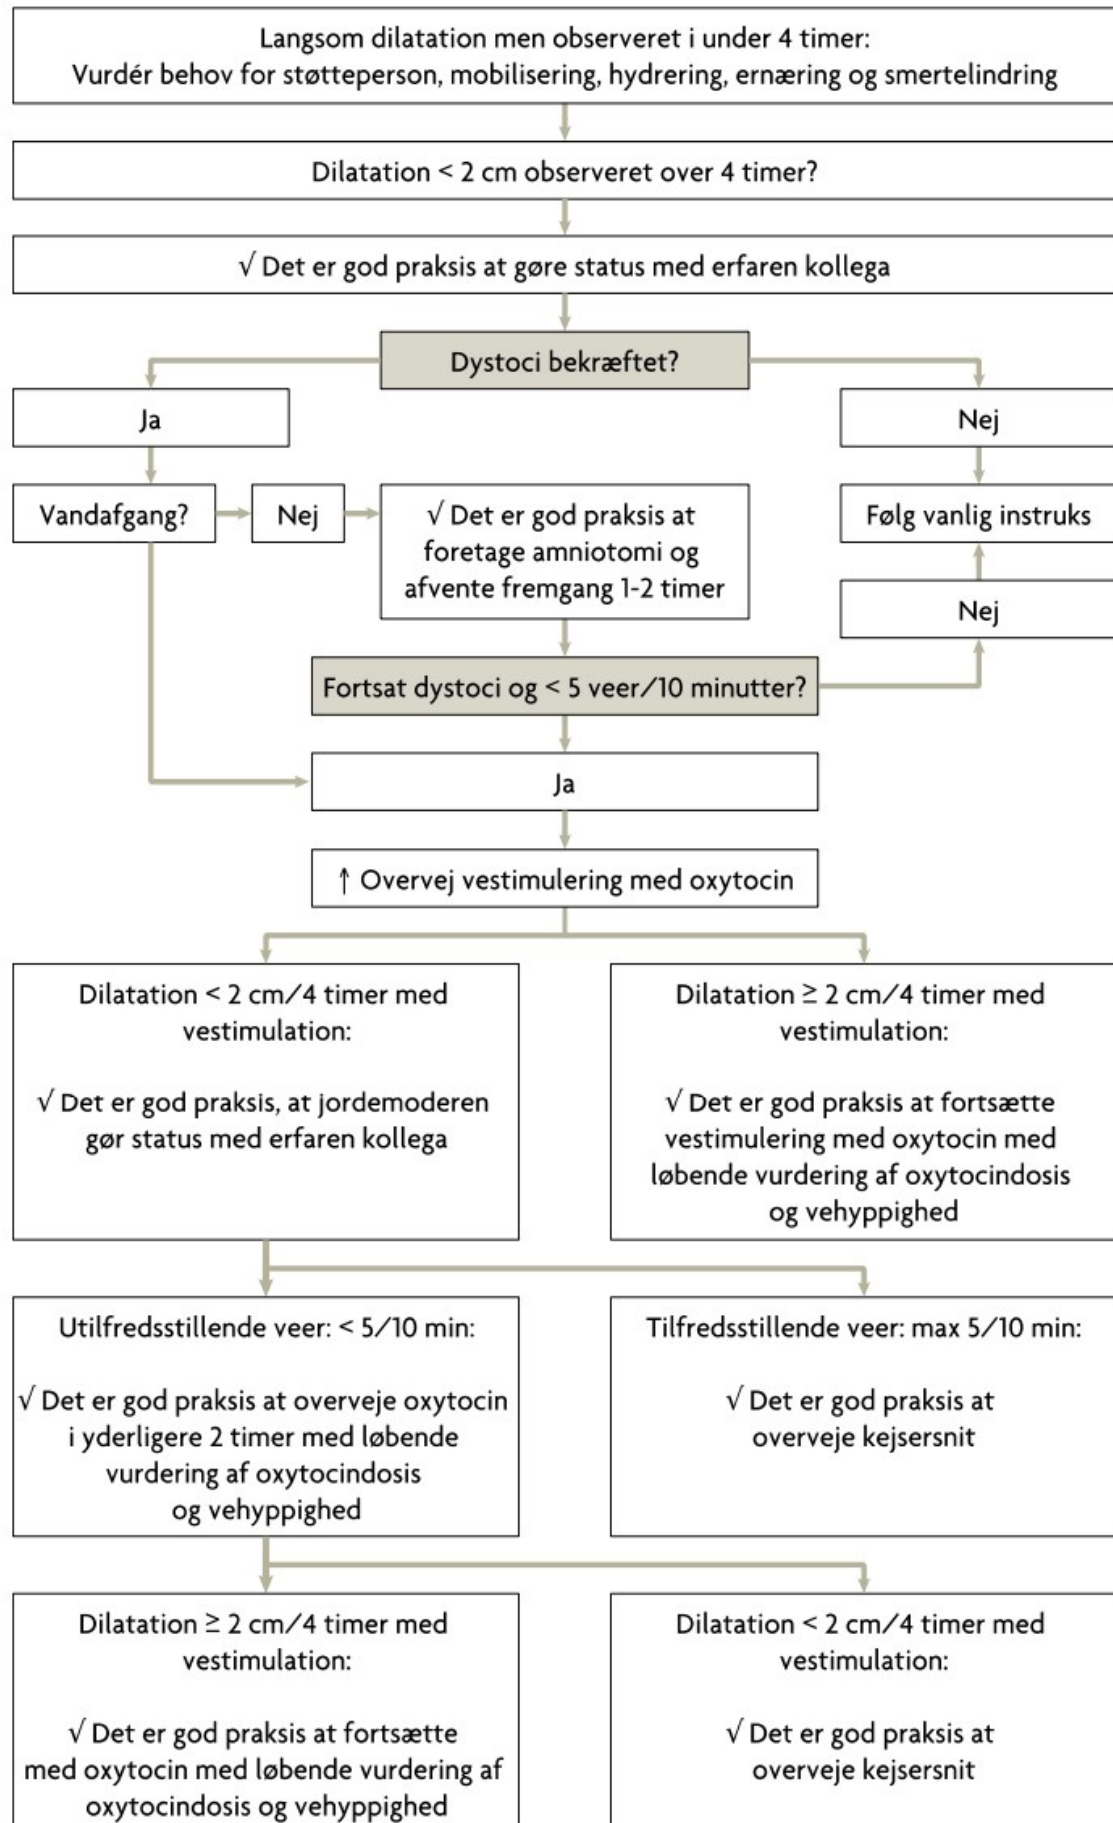 Langsom dilatation men observeret i under 4 timer:
Vurdér behov for støtteperson, mobilisering, hydrering, ernæring og smertelindring
Dilatation < 2 cm observeret over 4 timer?
√ Det er god praksis at gøre status med erfaren kollega
Dystoci bekræftet?
Ja
Nej
Vandafgang?
Nej
√ Det er god praksis at
foretage amniotomi og
afvente fremgang 1-2 timer
Følg vanlig instruks
Nej
Fortsat dystoci og < 5 veer/10 minutter?
Ja
↑ Overvej vestimulering med oxytocin
Dilatation < 2 cm/4 timer med
vestimulation:
√ Det er god praksis, at jordemoderen
gør status med erfaren kollega
Dilatation ≥ 2 cm/4 timer med
vestimulation:
√ Det er god praksis at fortsætte
vestimulering med oxytocin med
løbende vurdering af oxytocindosis
og vehyppighed
Utilfredsstillende veer: < 5/10 min:
√ Det er god praksis at overveje oxytocin
i yderligere 2 timer med løbende
vurdering af oxytocindosis
og vehyppighed
Tilfredsstillende veer: max 5/10 min:
√ Det er god praksis at
overveje kejsersnit
Dilatation ≥ 2 cm/4 timer med
vestimulation:
√ Det er god praksis at fortsætte
med oxytocin med løbende vurdering af
oxytocindosis og vehyppighed
Dilatation < 2 cm/4 timer med
vestimulation:
√ Det er god praksis at
overveje kejsersnit